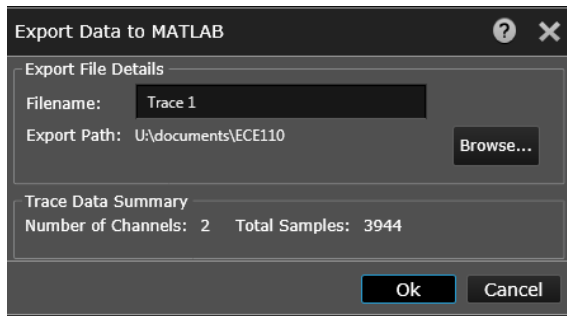 Export Data to MATLAB ?
Export File Details
Filename: Trace 1
Export Path: U:\documents\ECE110
Browse...
Trace Data Summary
Number of Channels: 2 Total Samples: 3944
Ok Cancel